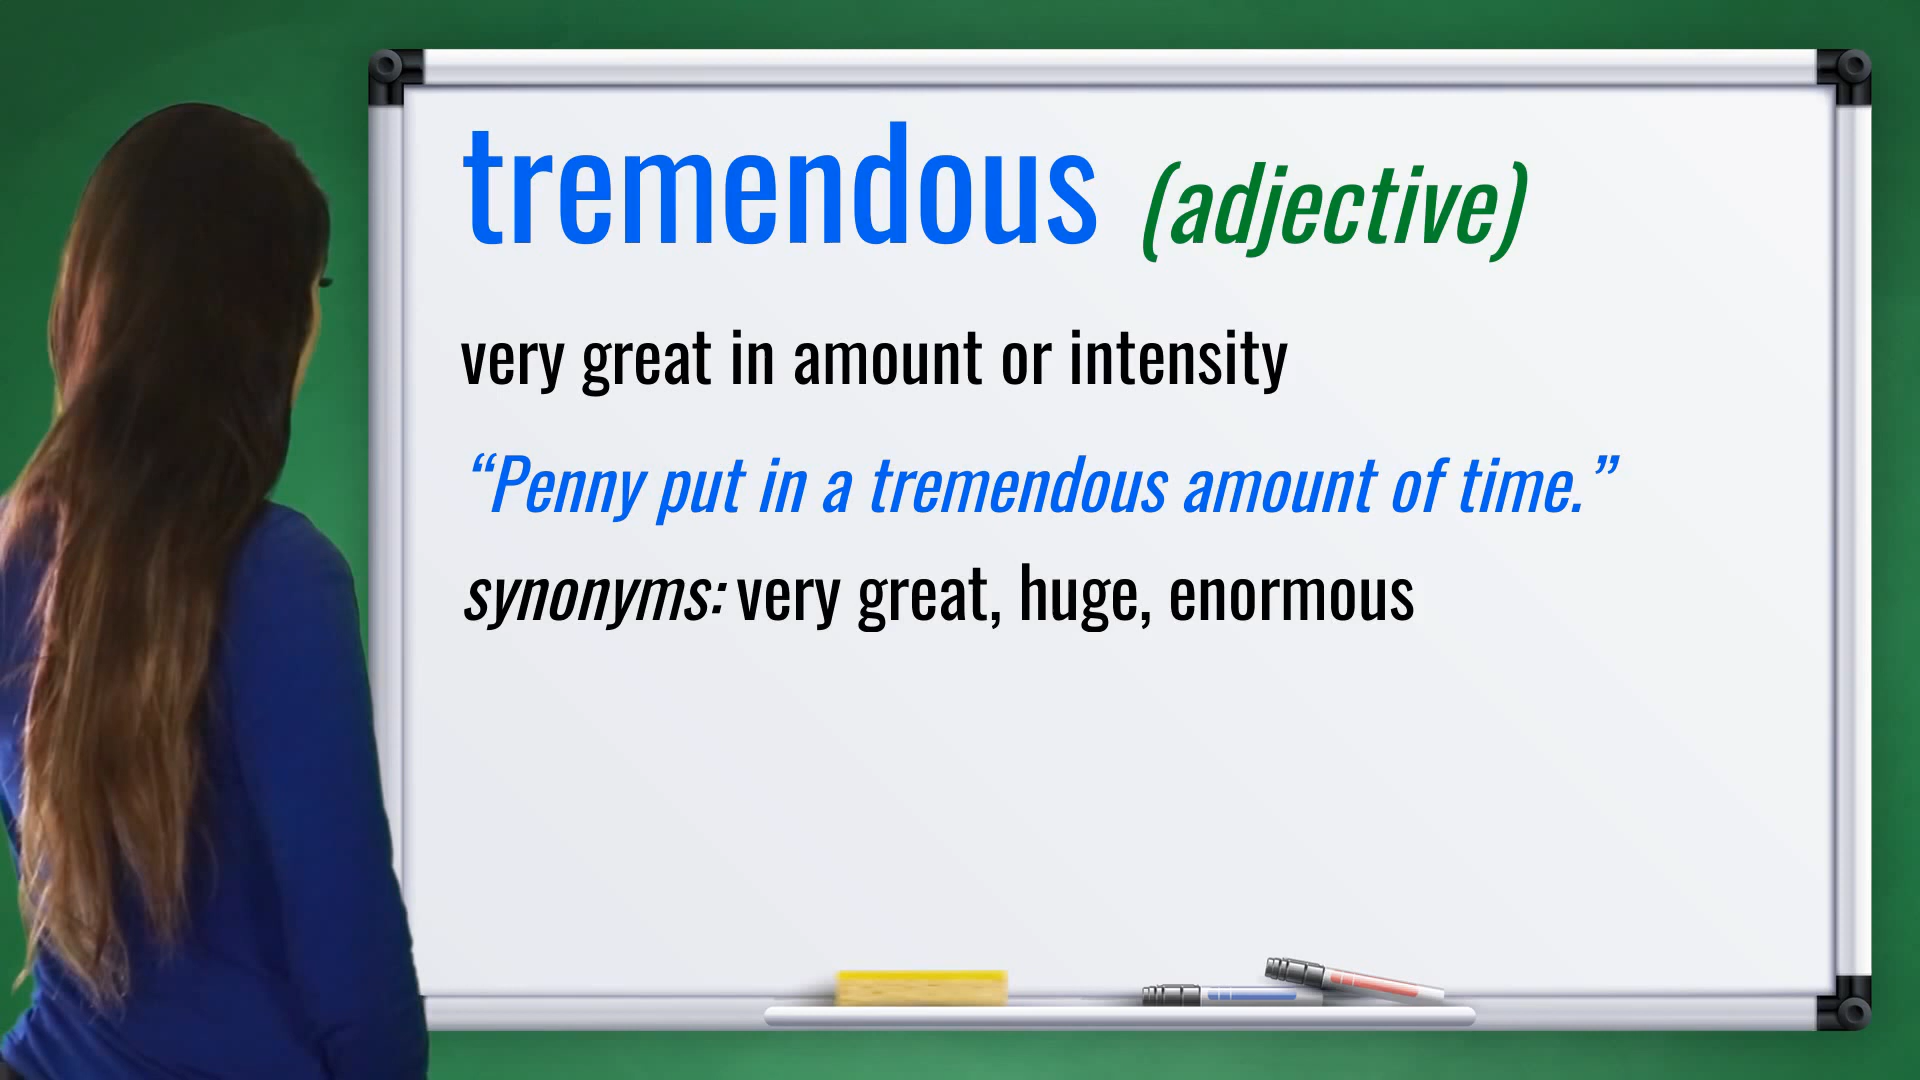 tremendous (adjective)
very great in amount or intensity
“Penny put in a tremendous amount of time.”
synonyms: very great, huge, enormous